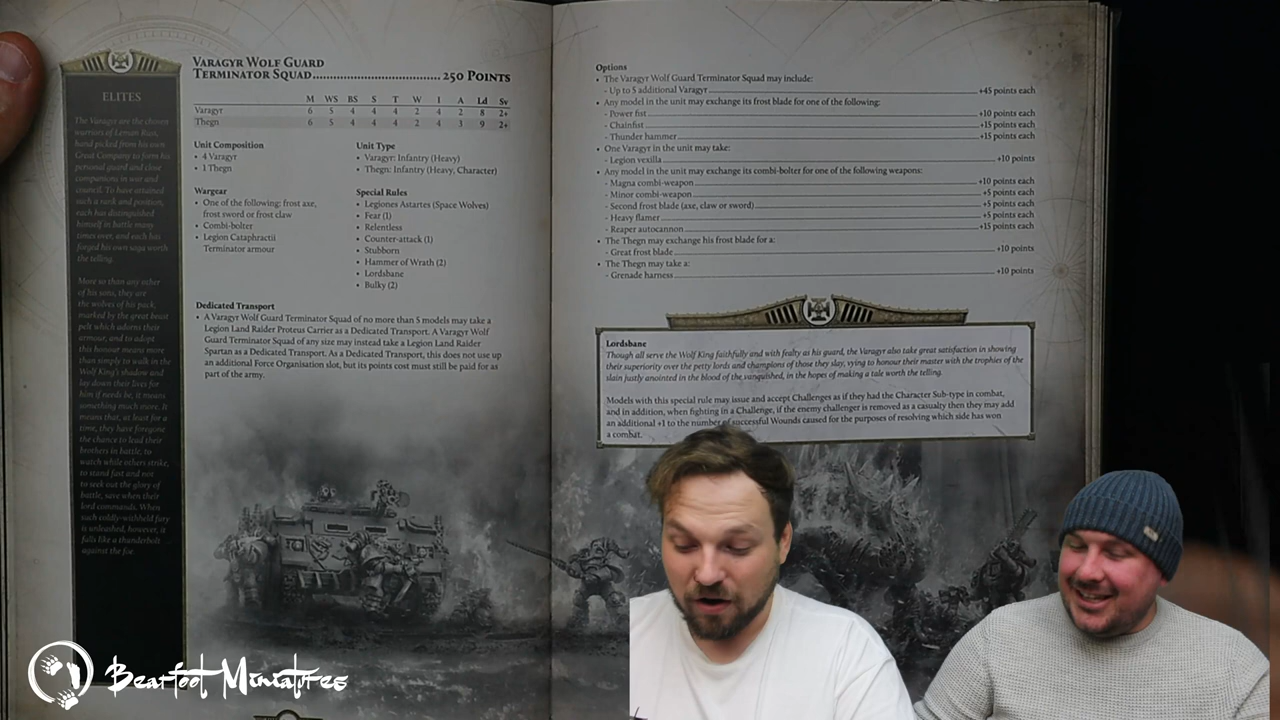 ELITES
The Varagyr are the chosen
warriors of Leman Russ,
hand picked from his own
Great Company to form his
personal guard and close
companions in war and
council. To have attained
such a rank and position,
each has distinguished
himself in battle many
times over, and each has
forged his own saga worth
the telling.
More so than any other
of his sons, they are
the wolves of his pack,
marked by the great beast
pelt which adorns their
armour, and to adopt
this honour means more
than simply to walk in the
Wolf King's shadow and
lay down their lives for
him if needs be, it means
something much more. It
means that, at least for a
time, they have foregone
the chance to lead their
brothers in battle, to
watch while others strike,
to stand fast and not
to seek out the glory of
battle, save when their
lord commands. When
such coldly-withheld fury
is unleashed, however, it
falls like a thunderbolt
against the foe.
VARAGYR WOLF GUARD
TERMINATOR SQUAD........................................ 250 POINTS
M WS BS S T W I A Ld Sv
Varagyr 6 5 4 4 4 2 4 2 8 2+
Thegn 6 5 4 4 4 2 4 3 9 2+
Unit Composition
• 4 Varagyr
• 1 Thegn
Unit Type
• Varagyr: Infantry (Heavy)
• Thegn: Infantry (Heavy, Character)
Wargear
• One of the following: frost axe,
frost sword or frost claw
• Combi-bolter
• Legion Cataphractii
Terminator armour
Special Rules
• Legiones Astartes (Space Wolves)
• Fear (1)
• Relentless
• Counter-attack (1)
• Stubborn
• Hammer of Wrath (2)
• Lordsbane
• Bulky (2)
Dedicated Transport
• A Varagyr Wolf Guard Terminator Squad of no more than 5 models may take a
Legion Land Raider Proteus Carrier as a Dedicated Transport. A Varagyr Wolf
Guard Terminator Squad of any size may instead take a Legion Land Raider
Spartan as a Dedicated Transport. As a Dedicated Transport, this does not use up
an additional Force Organisation slot, but its points cost must still be paid for as
part of the army.
Options
• The Varagyr Wolf Guard Terminator Squad may include:
- Up to 5 additional Varagyr +45 points each
• Any model in the unit may exchange its frost blade for one of the following:
- Power fist +10 points each
- Chainfist +15 points each
- Thunder hammer +15 points each
• One Varagyr in the unit may take:
- Legion vexilla +10 points
• Any model in the unit may exchange its combi-bolter for one of the following weapons:
- Magna combi-weapon +10 points each
- Minor combi-weapon +5 points each
- Second frost blade (axe, claw or sword) +5 points each
- Heavy flamer +5 points each
- Reaper autocannon +15 points each
• The Thegn may exchange his frost blade for a:
- Great frost blade +10 points
• The Thegn may take a:
- Grenade harness +10 points
Lordsbane
Though all serve the Wolf King faithfully and with fealty as his guard, the Varagyr also take great satisfaction in showing
their superiority over the petty lords and champions of those they slay, vying to honour their master with the trophies of the
slain just anointed in the blood of the vanquished, in the hopes of making a tale worth the telling.
Models with this special rule may issue and accept Challenges as if they had the Character Sub-type in combat,
and in addition, when fighting in a Challenge, if the enemy challenger is removed as a casualty then they may add
an additional +1 to the number of successful Wounds caused for the purposes of resolving which side has won
a combat.
Bearfoot Miniatures